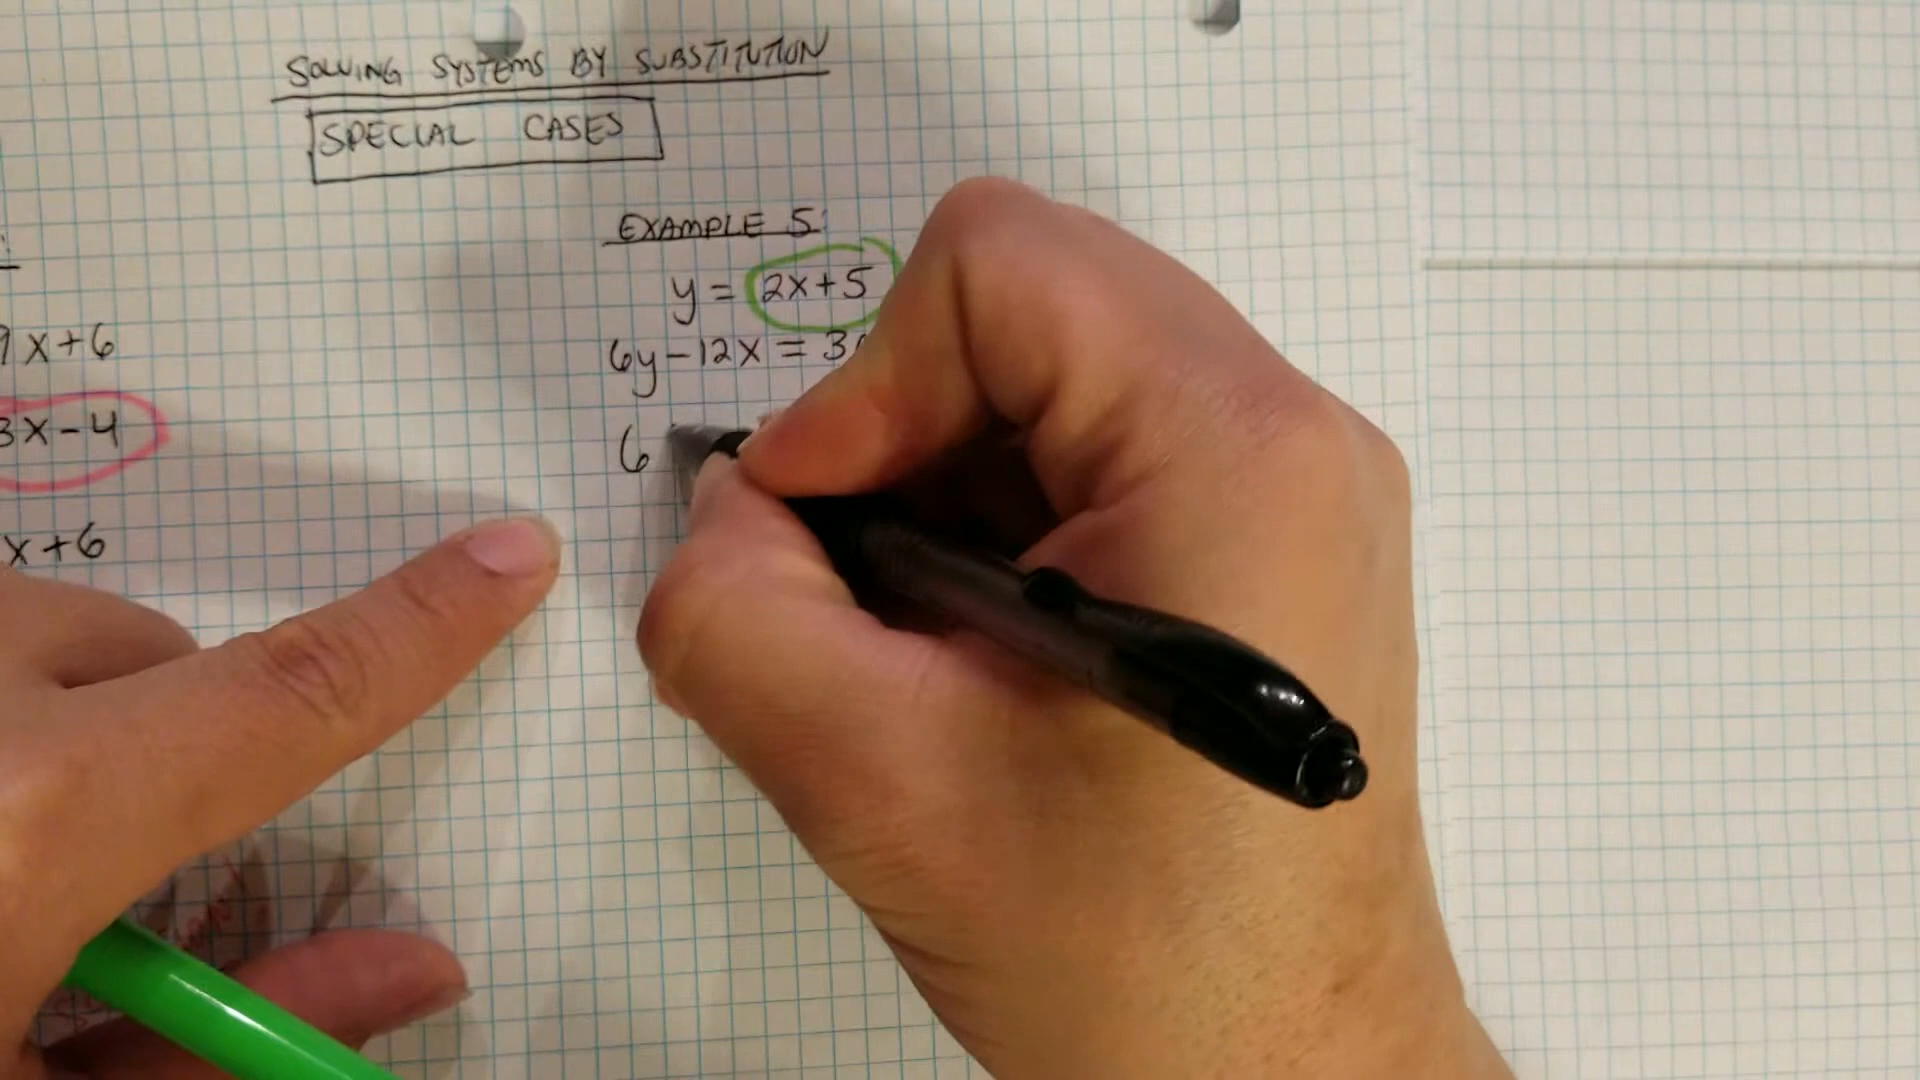 SOLVING SYSTEMS BY SUBSTITUTION
SPECIAL CASES
x+6
3x-4
x+6
EXAMPLE 5:
y = 2x+5
6y-12x = 3
6